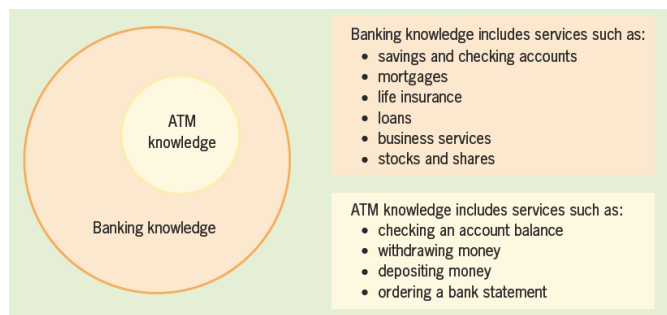 ATM
knowledge
Banking knowledge
Banking knowledge includes services such as:
• savings and checking accounts
• mortgages
• life insurance
• loans
• business services
• stocks and shares
ATM knowledge includes services such as:
• checking an account balance
• withdrawing money
• depositing money
• ordering a bank statement